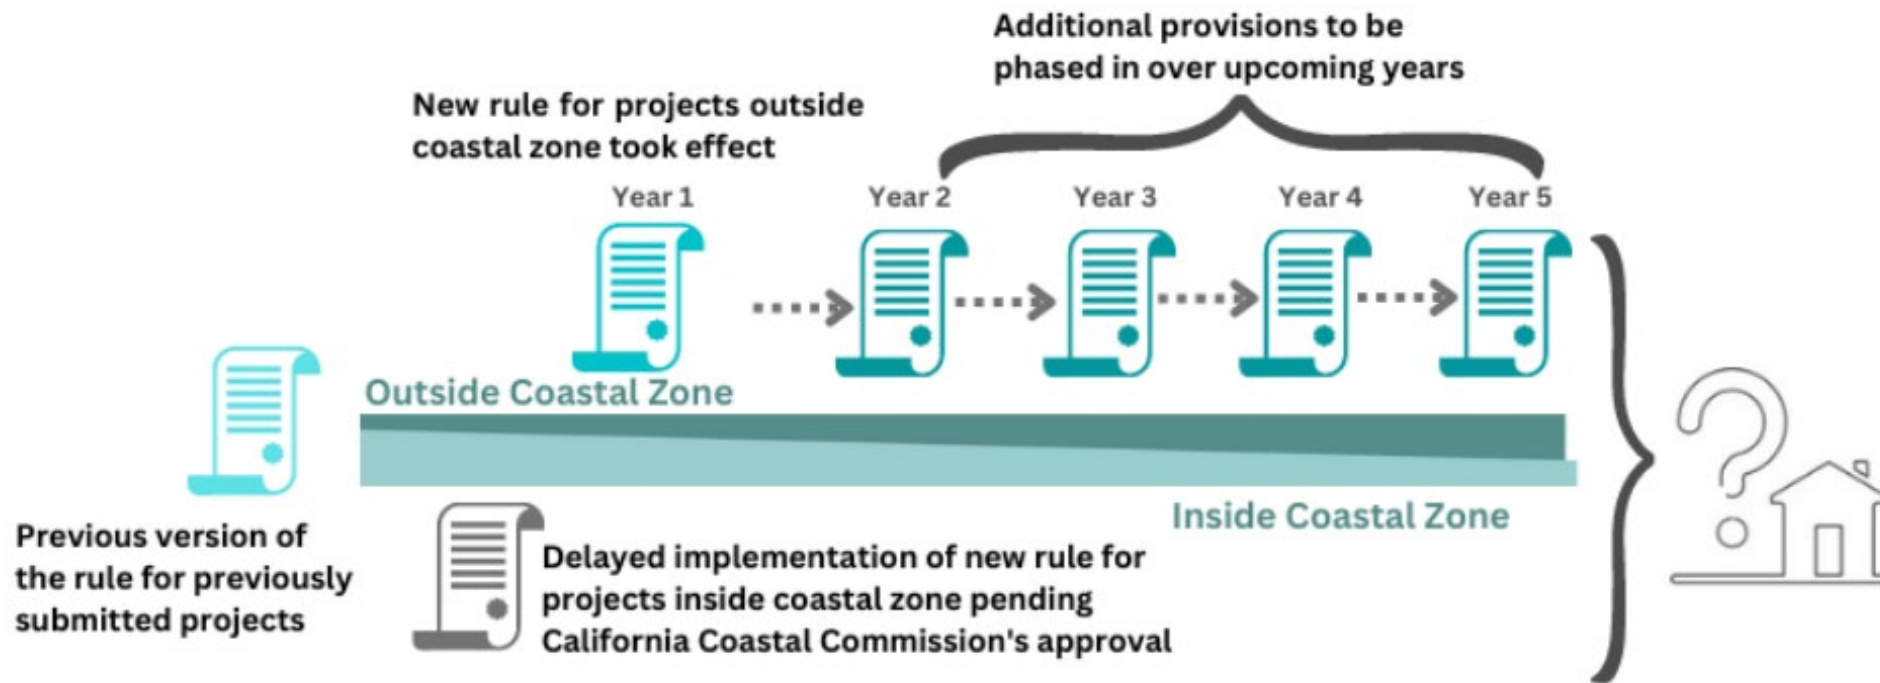 Additional provisions to be
phased in over upcoming years
New rule for projects outside
coastal zone took effect
Year 1
Year 2
Year 3
Year 4
Year 5
Outside Coastal Zone
Inside Coastal Zone
Previous version of
the rule for previously
submitted projects
Delayed implementation of new rule for
projects inside coastal zone pending
California Coastal Commission's approval